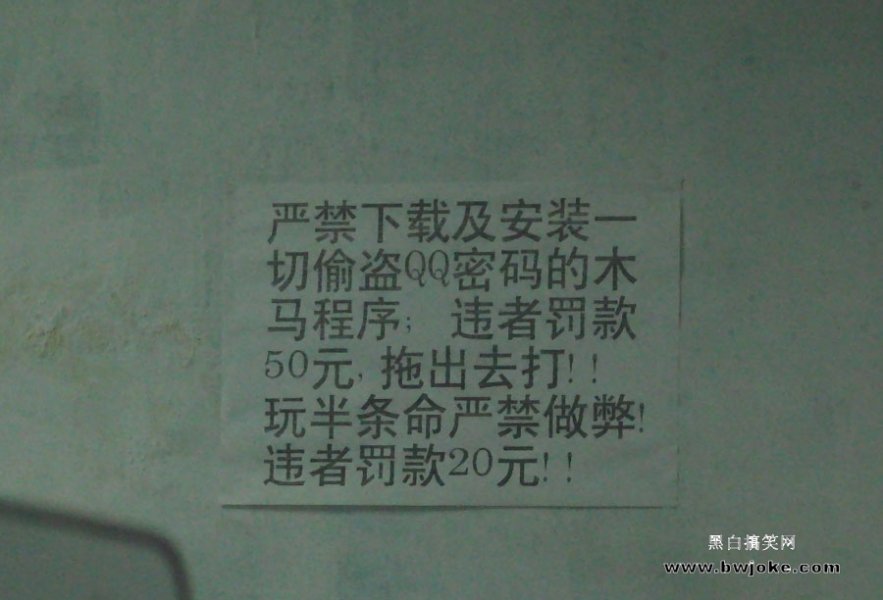 严禁下载及安装一
切偷盗QQ密码的木
马程序; 违者罚款
50元, 拖出去打!!
玩半条命严禁做弊!
违者罚款20元!!
黑白搞笑网
www.bwjoke.com